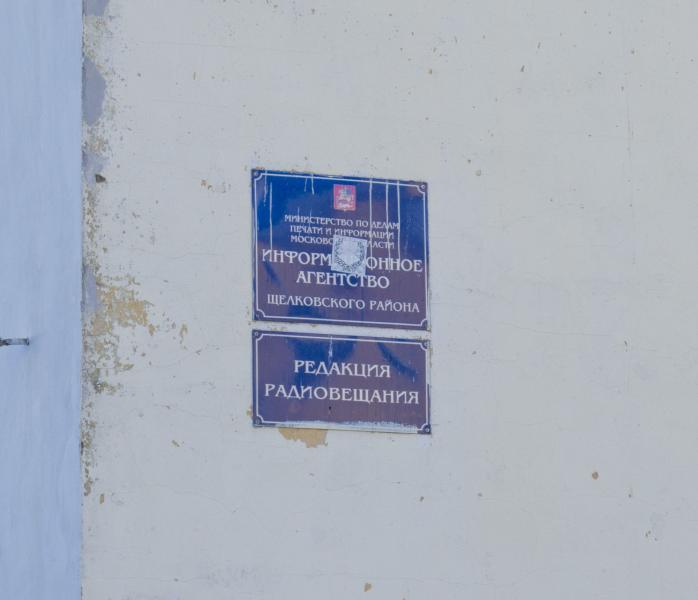 МИНИСТЕРСТВО ПО ДЕЛАМ
ПЕЧАТИ И ИНФОРМАЦИИ
МОСКОВСКОЙ ОБЛАСТИ
ИНФОРМАЦИОННОЕ
АГЕНТСТВО
ЩЕЛКОВСКОГО РАЙОНА
РЕДАКЦИЯ
РАДИОВЕЩАНИЯ